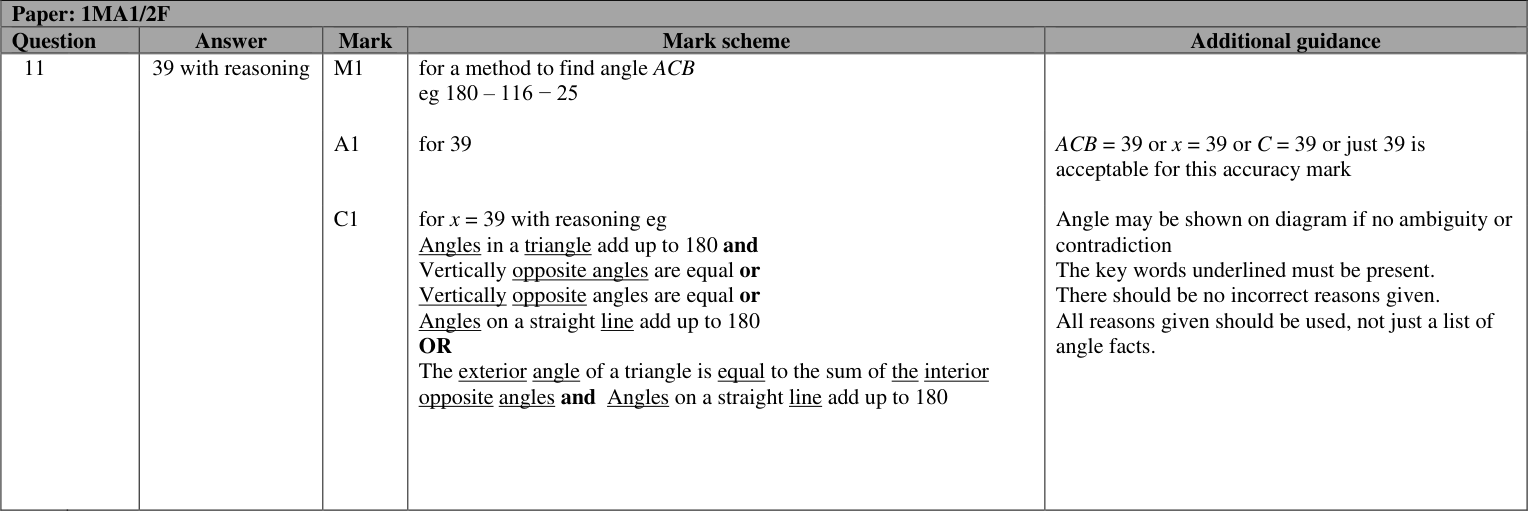 Paper: 1MA1/2F
Question Answer Mark Mark scheme Additional guidance
11 39 with reasoning M1 for a method to find angle ACB
eg 180 – 116 − 25
A1 for 39 ACB = 39 or x = 39 or C = 39 or just 39 is
acceptable for this accuracy mark
C1 for x = 39 with reasoning eg Angle may be shown on diagram if no ambiguity or
Angles in a triangle add up to 180 and contradiction
Vertically opposite angles are equal or The key words underlined must be present.
Vertically opposite angles are equal or There should be no incorrect reasons given.
Angles on a straight line add up to 180 All reasons given should be used, not just a list of
OR angle facts.
The exterior angle of a triangle is equal to the sum of the interior
opposite angles and Angles on a straight line add up to 180